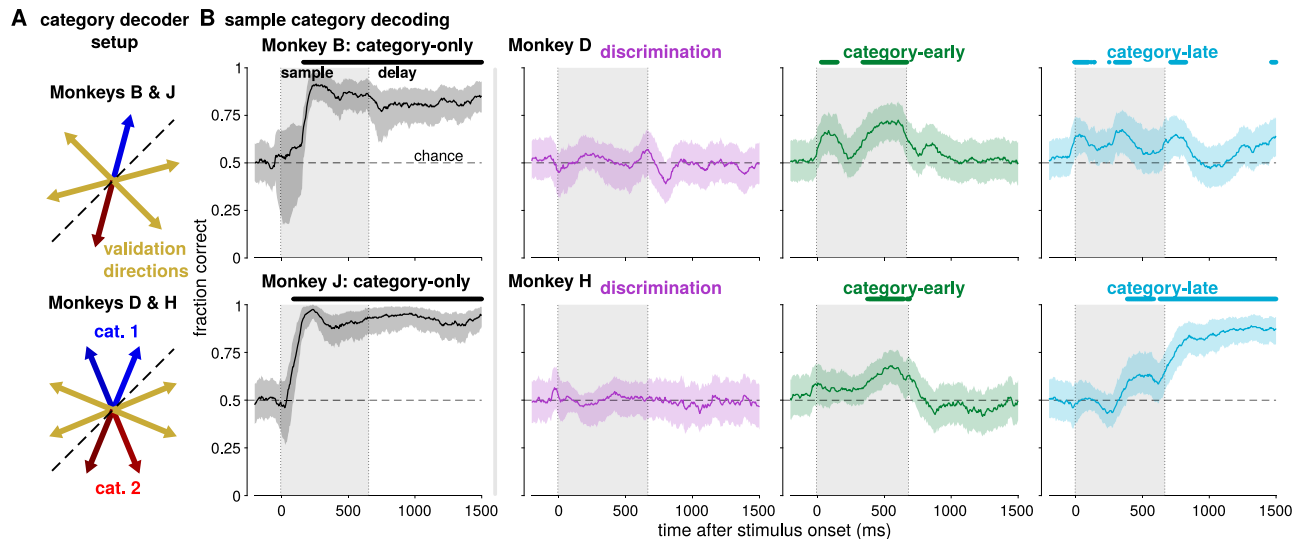 A category decoder
setup
B sample category decoding
Monkeys B & J
validation
directions
Monkeys D & H
cat. 1
cat. 2
Monkey B: category-only
sample
delay
chance
Monkey D
discrimination
category-early
category-late
1
0.75
0.5
0.25
0
fraction correct
Monkey J: category-only
Monkey H
discrimination
category-early
category-late
1
0.75
0.5
0.25
0
0 500 1000 1500
0 500 1000 1500
0 500 1000 1500
0 500 1000 1500
time after stimulus onset (ms)